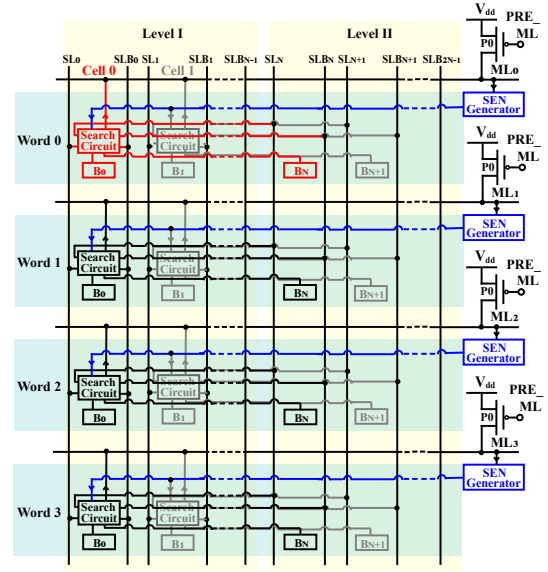 Level I Level II
V_dd PRE_
ML
P0
SL0 SLB0 SL1 SLB1 SLBN-1 SLN SLBN SLN+1 SLBN+1 SLB2N-1
Cell 0 Cell 1
ML0
SEN
Generator
Word 0
Search
Circuit
Search
Circuit
B0 B1 BN BN+1
V_dd PRE_
ML
P0
ML1
SEN
Generator
Word 1
Search
Circuit
Search
Circuit
B0 B1 BN BN+1
V_dd PRE_
ML
P0
ML2
SEN
Generator
Word 2
Search
Circuit
Search
Circuit
B0 B1 BN BN+1
V_dd PRE_
ML
P0
ML3
SEN
Generator
Word 3
Search
Circuit
Search
Circuit
B0 B1 BN BN+1